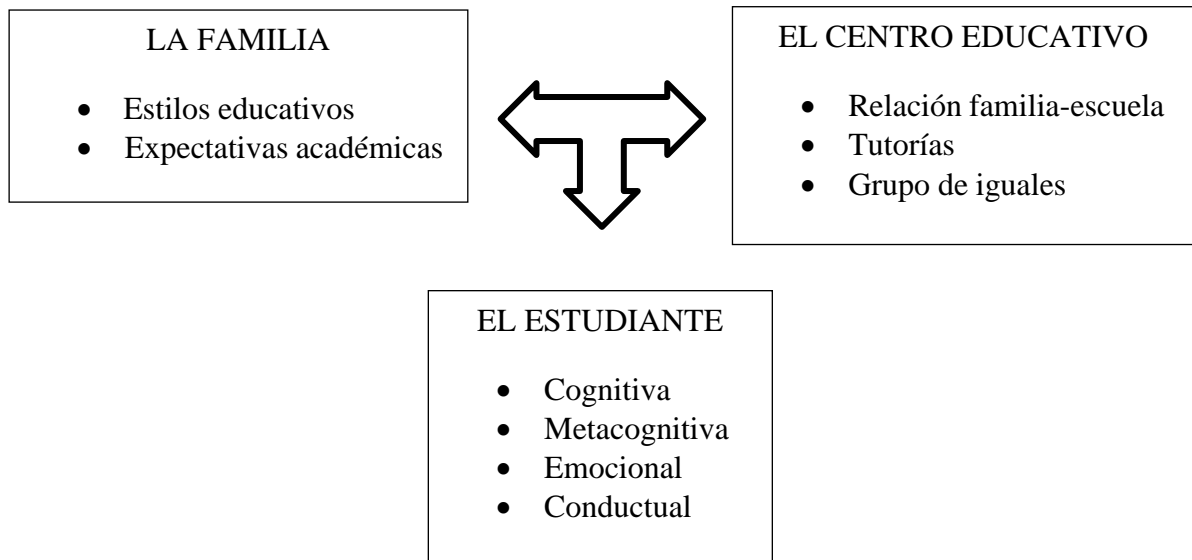 LA FAMILIA
• Estilos educativos
• Expectativas académicas
EL CENTRO EDUCATIVO
• Relación familia-escuela
• Tutorías
• Grupo de iguales
EL ESTUDIANTE
• Cognitiva
• Metacognitiva
• Emocional
• Conductual